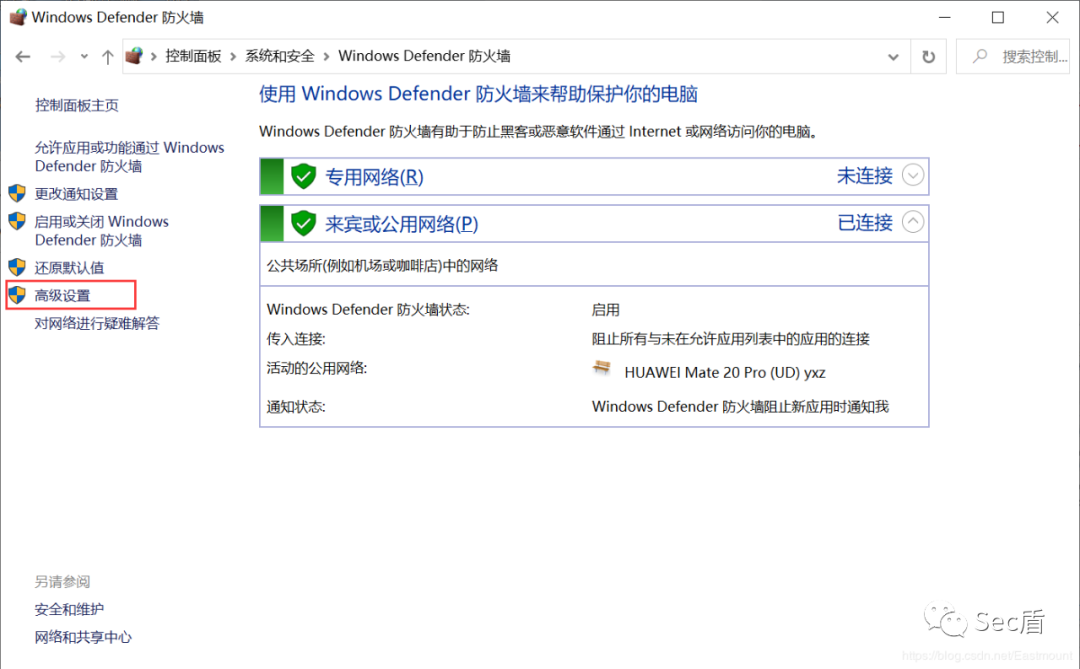 Windows Defender 防火墙
控制面板 系统和安全 Windows Defender 防火墙
搜索控制...
控制面板主页
允许应用或功能通过 Windows
Defender 防火墙
更改通知设置
启用或关闭 Windows
Defender 防火墙
还原默认值
高级设置
对网络进行疑难解答
使用 Windows Defender 防火墙来帮助保护你的电脑
Windows Defender 防火墙有助于防止黑客或恶意软件通过 Internet 或网络访问你的电脑。
专用网络(R) 未连接
来宾或公用网络(P) 已连接
公共场所(例如机场或咖啡店)中的网络
Windows Defender 防火墙状态: 启用
传入连接: 阻止所有与未在允许应用列表中的应用的连接
活动的公用网络: HUAWEI Mate 20 Pro (UD) yxz
通知状态: Windows Defender 防火墙阻止新应用时通知我
另请参阅
安全和维护
网络和共享中心
Sec盾
https://blog.csdn.net/Eastmount